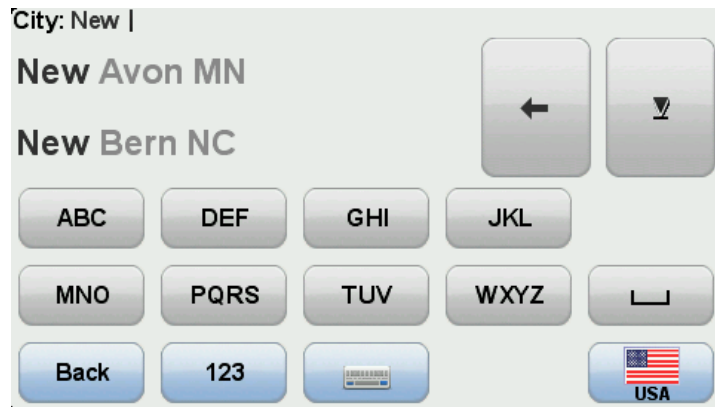 City: New |
New Avon MN
New Bern NC
ABC DEF GHI JKL
MNO PQRS TUV WXYZ
Back 123 USA